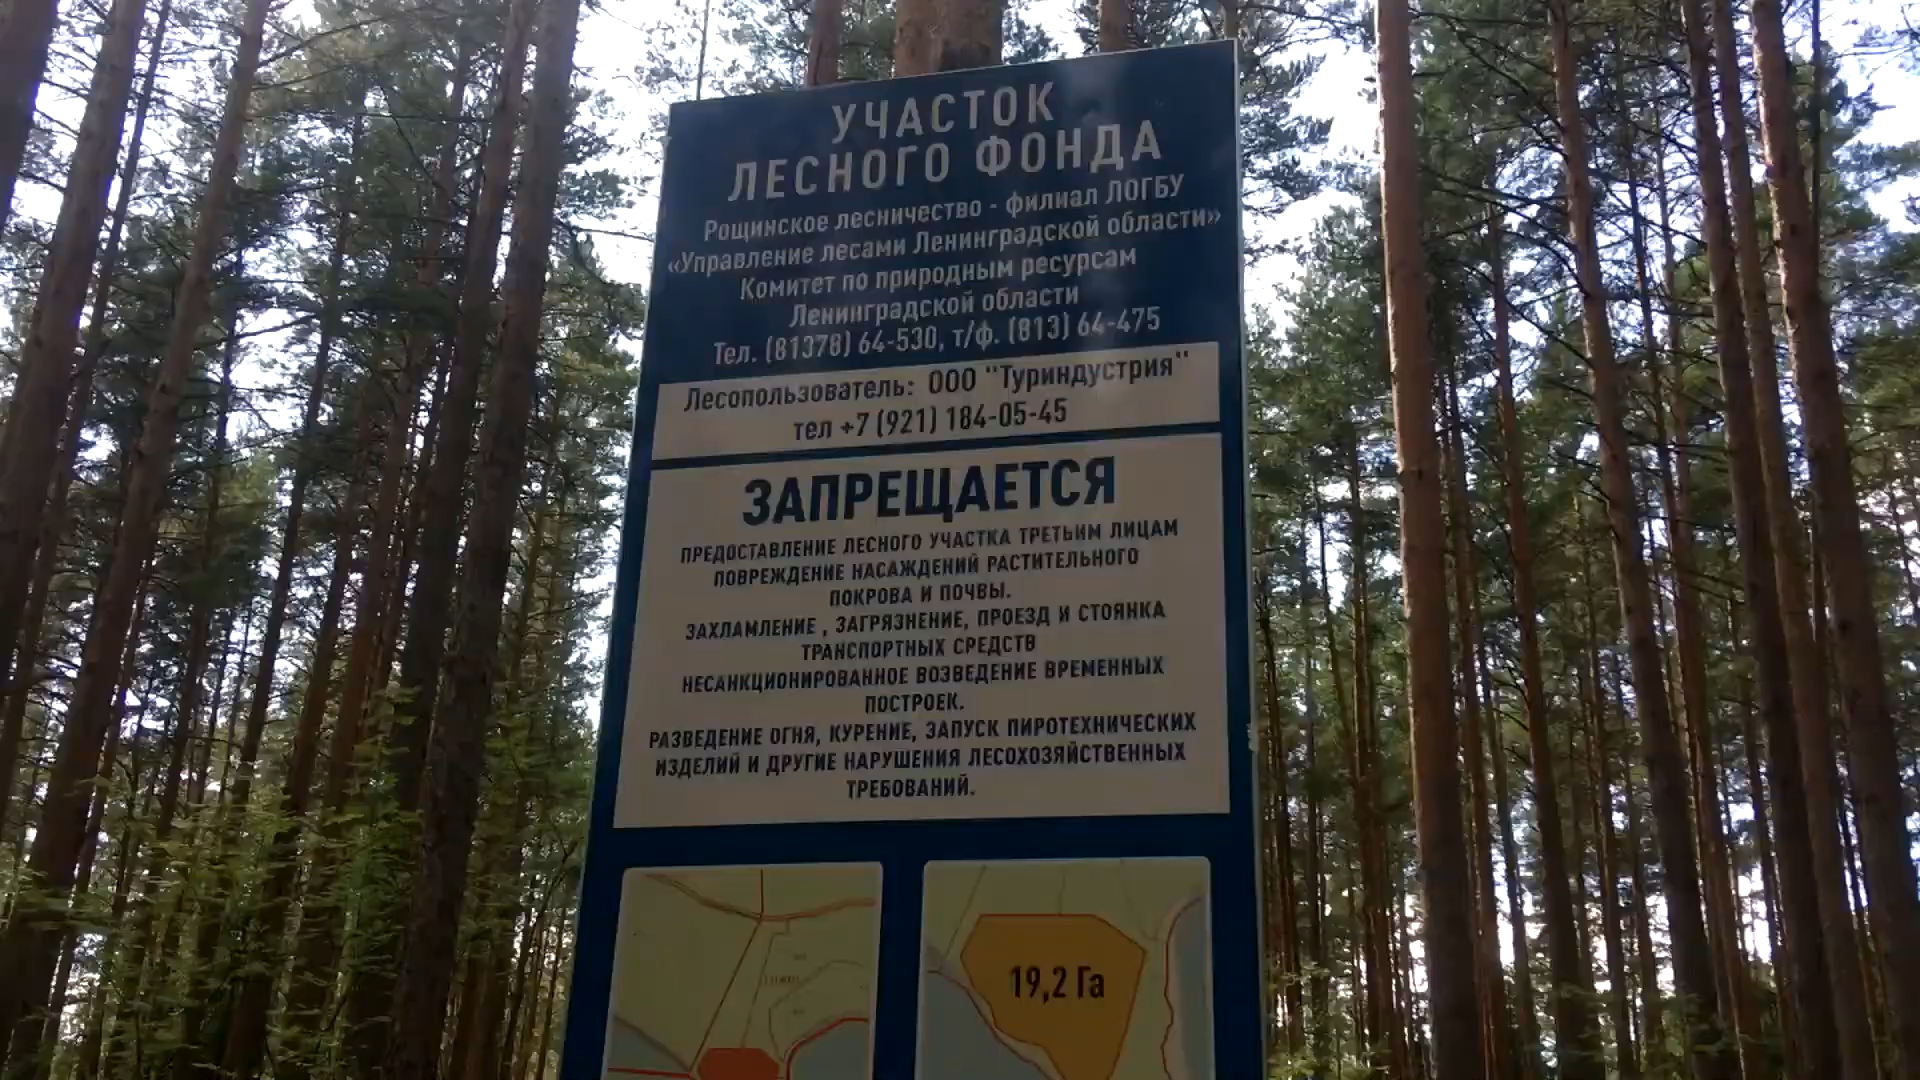 УЧАСТОК
ЛЕСНОГО ФОНДА
Рощинское лесничество - филиал ЛОГБУ
«Управление лесами Ленинградской области»
Комитет по природным ресурсам
Ленинградской области
Тел. (81378) 64-530, т/ф. (813) 64-475
Лесопользователь: ООО "Туриндустрия"
тел +7 (921) 184-05-45
ЗАПРЕЩАЕТСЯ
ПРЕДОСТАВЛЕНИЕ ЛЕСНОГО УЧАСТКА ТРЕТЬИМ ЛИЦАМ
ПОВРЕЖДЕНИЕ НАСАЖДЕНИЙ РАСТИТЕЛЬНОГО
ПОКРОВА И ПОЧВЫ.
ЗАХЛАМЛЕНИЕ , ЗАГРЯЗНЕНИЕ, ПРОЕЗД И СТОЯНКА
ТРАНСПОРТНЫХ СРЕДСТВ
НЕСАНКЦИОНИРОВАННОЕ ВОЗВЕДЕНИЕ ВРЕМЕННЫХ
ПОСТРОЕК.
РАЗВЕДЕНИЕ ОГНЯ, КУРЕНИЕ, ЗАПУСК ПИРОТЕХНИЧЕСКИХ
ИЗДЕЛИЙ И ДРУГИЕ НАРУШЕНИЯ ЛЕСОХОЗЯЙСТВЕННЫХ
ТРЕБОВАНИЙ.
19,2 Га